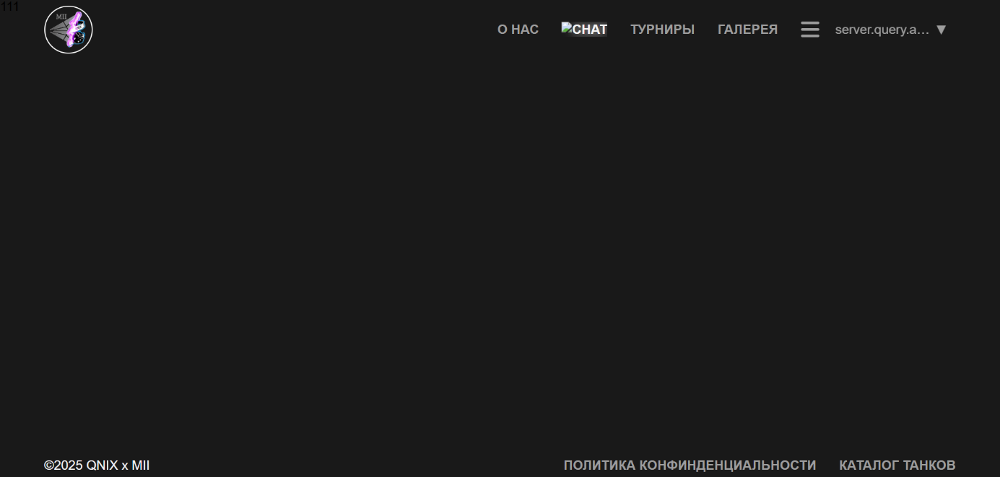 111
MII
О НАС CHAT ТУРНИРЫ ГАЛЕРЕЯ server.query.a... ▼
©2025 QNIX x MII ПОЛИТИКА КОНФИНДЕНЦИАЛЬНОСТИ КАТАЛОГ ТАНКОВ